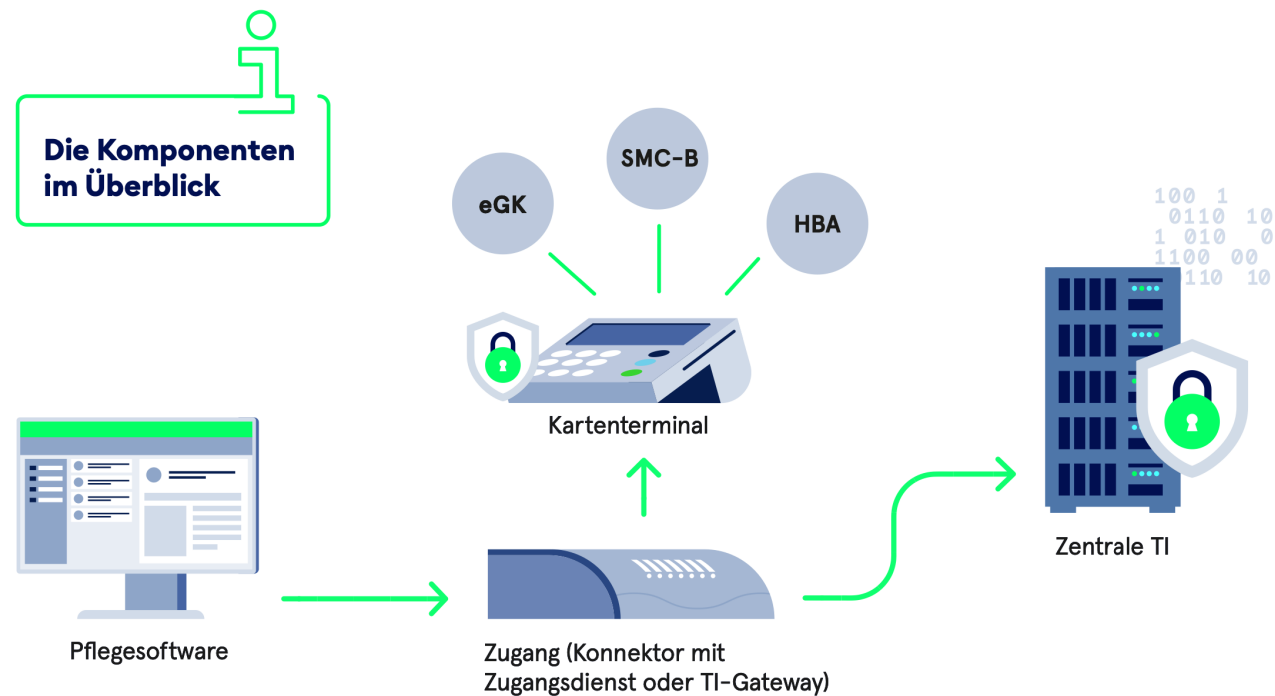 Die Komponenten
im Überblick
eGK
SMC-B
HBA
100 1
0110 10
1 010 0
1100 00
110 10
Kartenterminal
Zentrale TI
Pflegesoftware
Zugang (Konnektor mit
Zugangsdienst oder TI-Gateway)